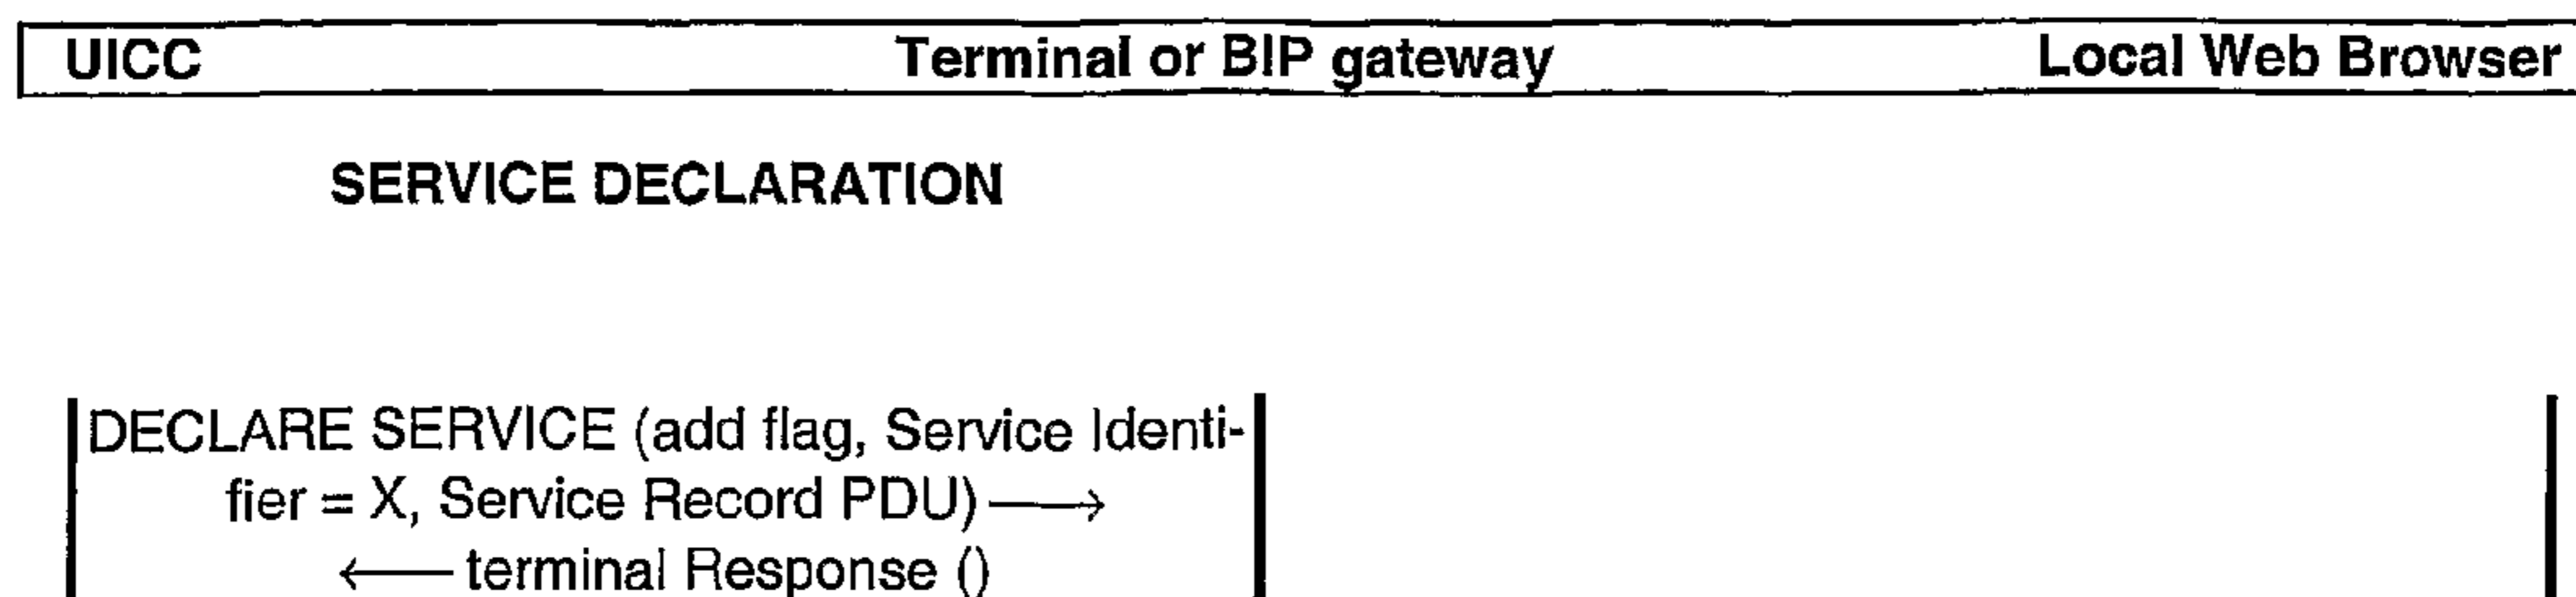 UICC Terminal or BIP gateway Local Web Browser
SERVICE DECLARATION
DECLARE SERVICE (add flag, Service Identi-
fier = X, Service Record PDU) ⟶
⟵ terminal Response ()